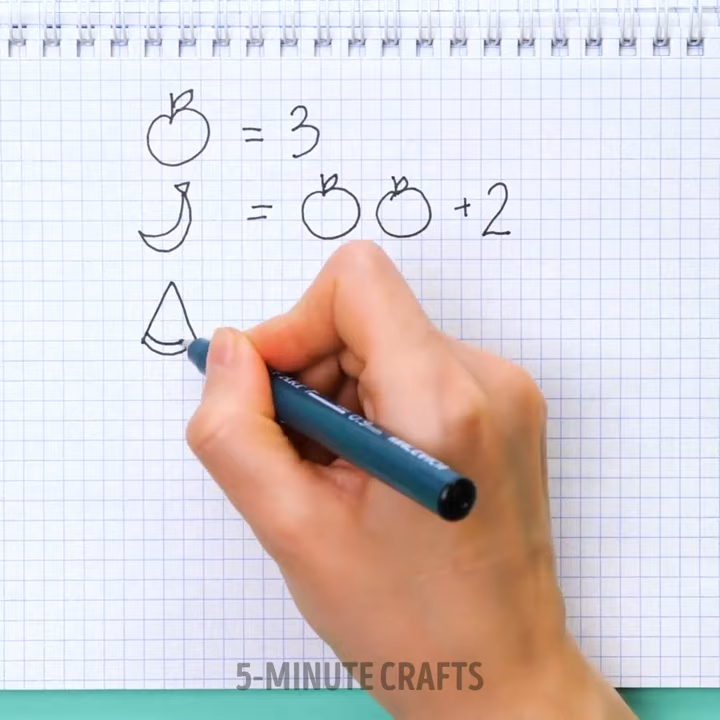 = 3
= + 2
5-MINUTE CRAFTS